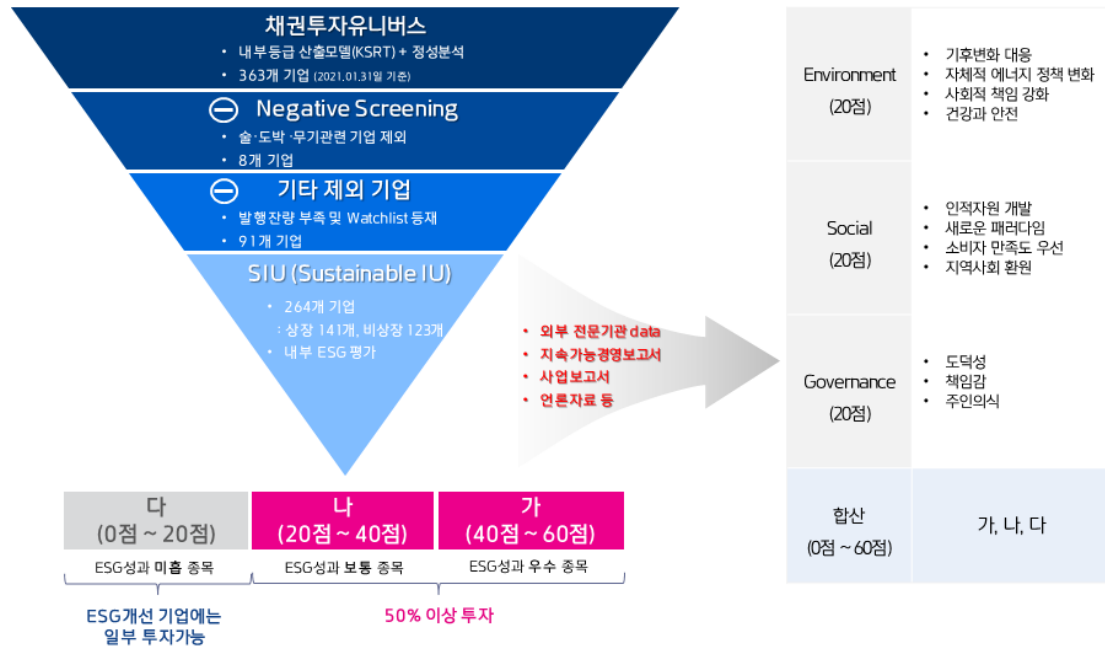 채권투자유니버스
• 내부등급 산출모델(KSRT) + 정성분석
• 363개 기업 (2021.01.31일 기준)
Negative Screening
• 술·도박·무기관련 기업 제외
• 8개 기업
기타 제외 기업
• 발행잔량 부족 및 Watchlist 등재
• 91개 기업
SIU (Sustainable IU)
• 264개 기업
: 상장 141개, 비상장 123개
• 내부 ESG 평가
• 외부 전문기관 data
• 지속가능경영보고서
• 사업보고서
• 언론자료 등
Environment
(20점)
• 기후변화 대응
• 자체적 에너지 정책 변화
• 사회적 책임 강화
• 건강과 안전
Social
(20점)
• 인적자원 개발
• 새로운 패러다임
• 소비자 만족도 우선
• 지역사회 환원
Governance
(20점)
• 도덕성
• 책임감
• 주인의식
합산
(0점 ~ 60점)
가, 나, 다
다
(0점 ~ 20점)
나
(20점 ~ 40점)
가
(40점 ~ 60점)
ESG성과 미흡 종목
ESG성과 보통 종목
ESG성과 우수 종목
ESG개선 기업에는
일부 투자가능
50% 이상 투자